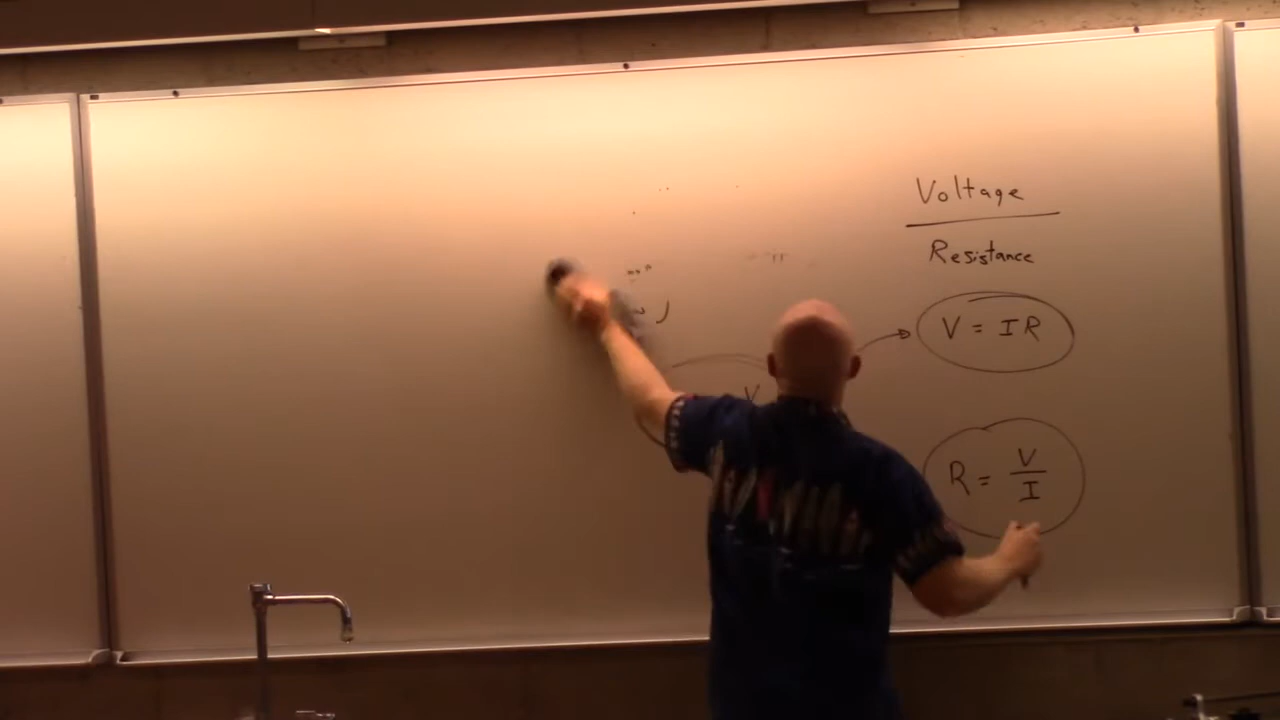 Voltage
Resistance
V = IR
V
R = V/I